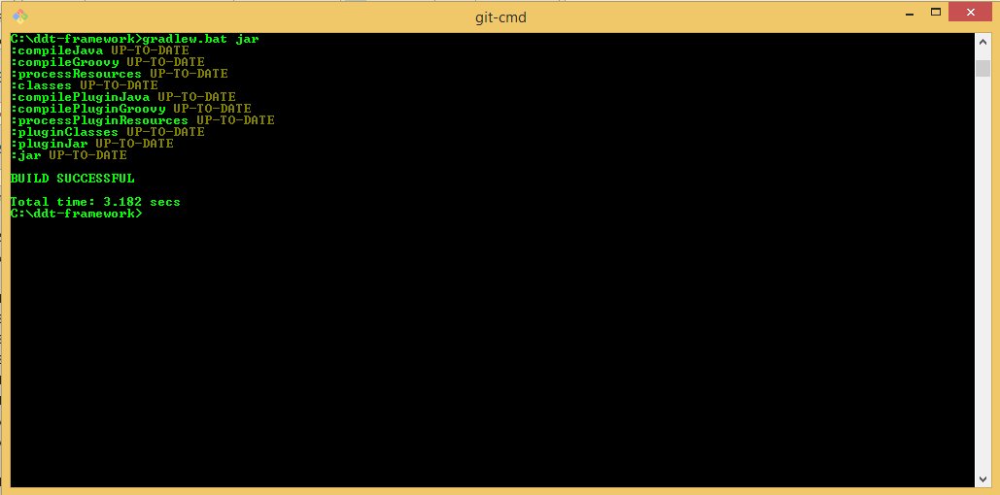 git-cmd
C:\ddt-framework>gradlew.bat jar
:compileJava UP-TO-DATE
:compileGroovy UP-TO-DATE
:processResources UP-TO-DATE
:classes UP-TO-DATE
:compilePluginJava UP-TO-DATE
:compilePluginGroovy UP-TO-DATE
:processPluginResources UP-TO-DATE
:pluginClasses UP-TO-DATE
:pluginJar UP-TO-DATE
:jar UP-TO-DATE
BUILD SUCCESSFUL
Total time: 3.182 secs
C:\ddt-framework>